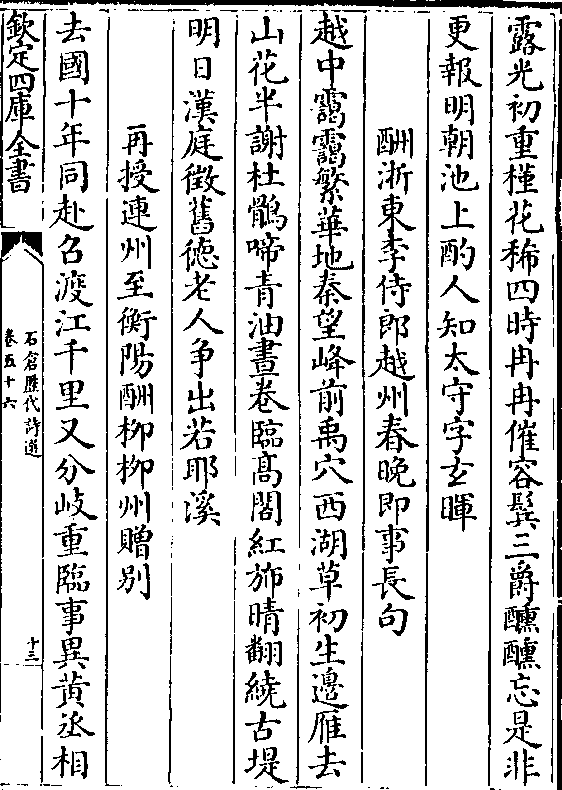 露光初重槿花稀四時冉冉催容鬢三爵醺醺忘是非
更報明朝池上酌人知太守字𤣥暉
酬浙東李侍郎越州春晚即事長句
越中靄靄繁華地秦望峰前禹穴西湖草初生邊雁去
山花半謝杜鵑啼青油晝卷臨髙閣紅斾晴翻繞古堤
明日漢庭徵舊徳老人争出若耶溪
再授連州至衡陽酬柳柳州贈别
去國十年同赴召渡江千里又分岐重臨事異黄丞相
欽定四庫全書
石倉歴代詩選
卷五十六
十三